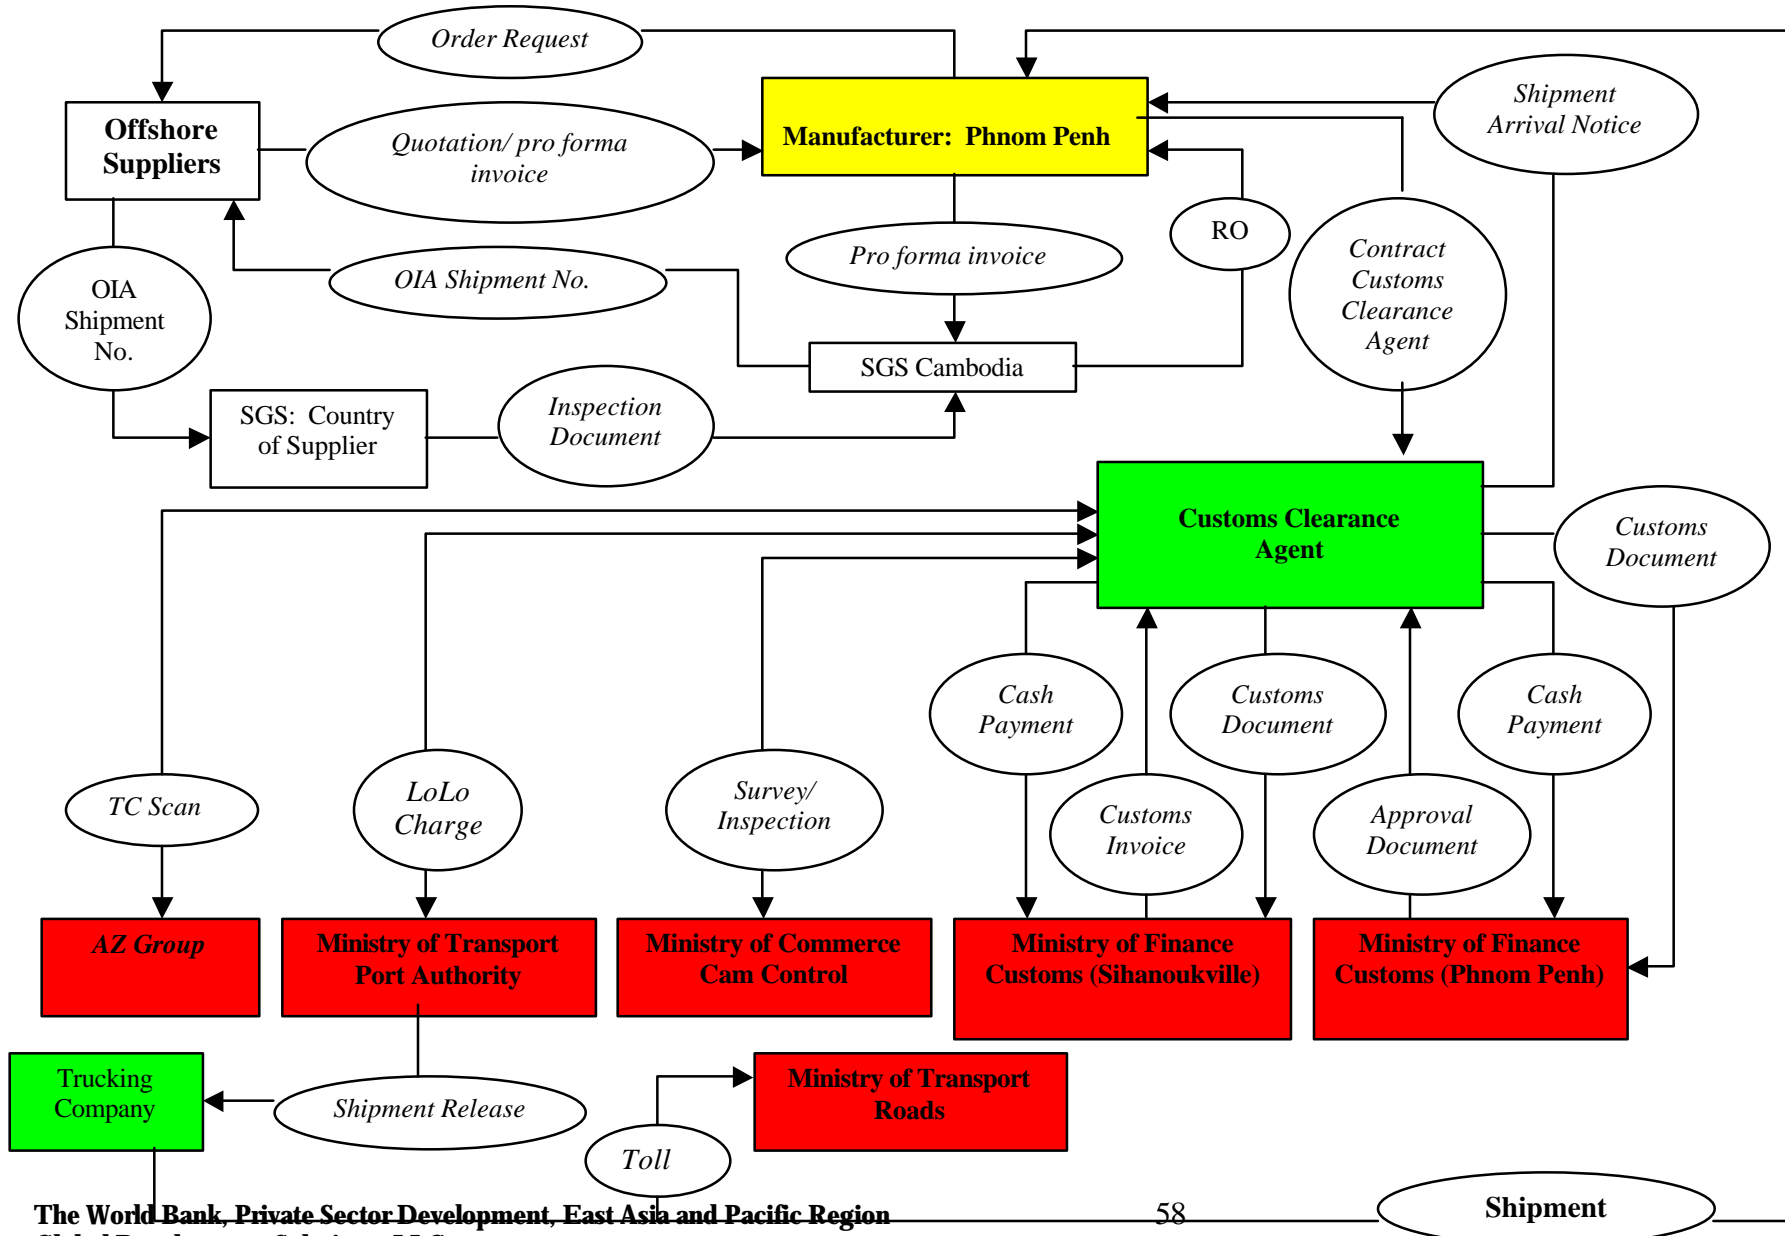 Order Request
Shipment
Arrival Notice
Offshore
Suppliers
Quotation/ pro forma
invoice
Manufacturer:  Phnom Penh
RO
Pro forma invoice
Contract
Customs
Clearance
Agent
OIA Shipment No.
OIA
Shipment
No.
SGS Cambodia
SGS:  Country
of Supplier
Inspection
Document
Customs Clearance
Agent
Customs
Document
Cash
Payment
Customs
Document
Cash
Payment
TC Scan
LoLo
Charge
Survey/
Inspection
Customs
Invoice
Approval
Document
AZ Group
Ministry of Transport
Port Authority
Ministry of Commerce
Cam Control
Ministry of Finance
Customs (Sihanoukville)
Ministry of Finance
Customs (Phnom Penh)
Trucking
Company
Shipment Release
Ministry of Transport
Roads
Toll
Shipment
The World Bank, Private Sector Development, East Asia and Pacific Region
58